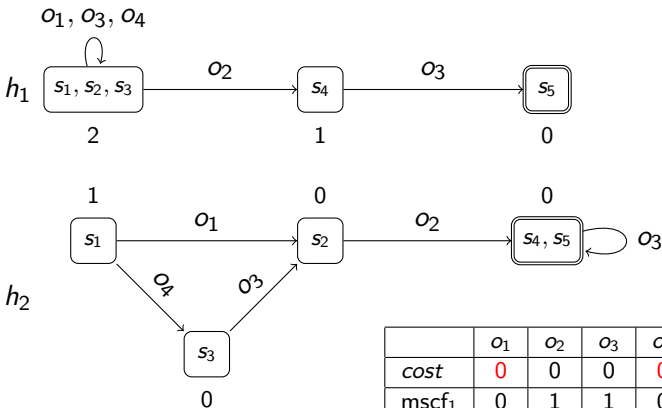 o₁, o₃, o₄
h₁ s₁, s₂, s₃ o₂ s₄ o₃ s₅
2 1 0
1 0 0
s₁ o₁ s₂ o₂ s₄, s₅ o₃
h₂ o₄ o₃
s₃
0
o₁ o₂ o₃
cost 0 0 0
mscf₁ 0 1 1